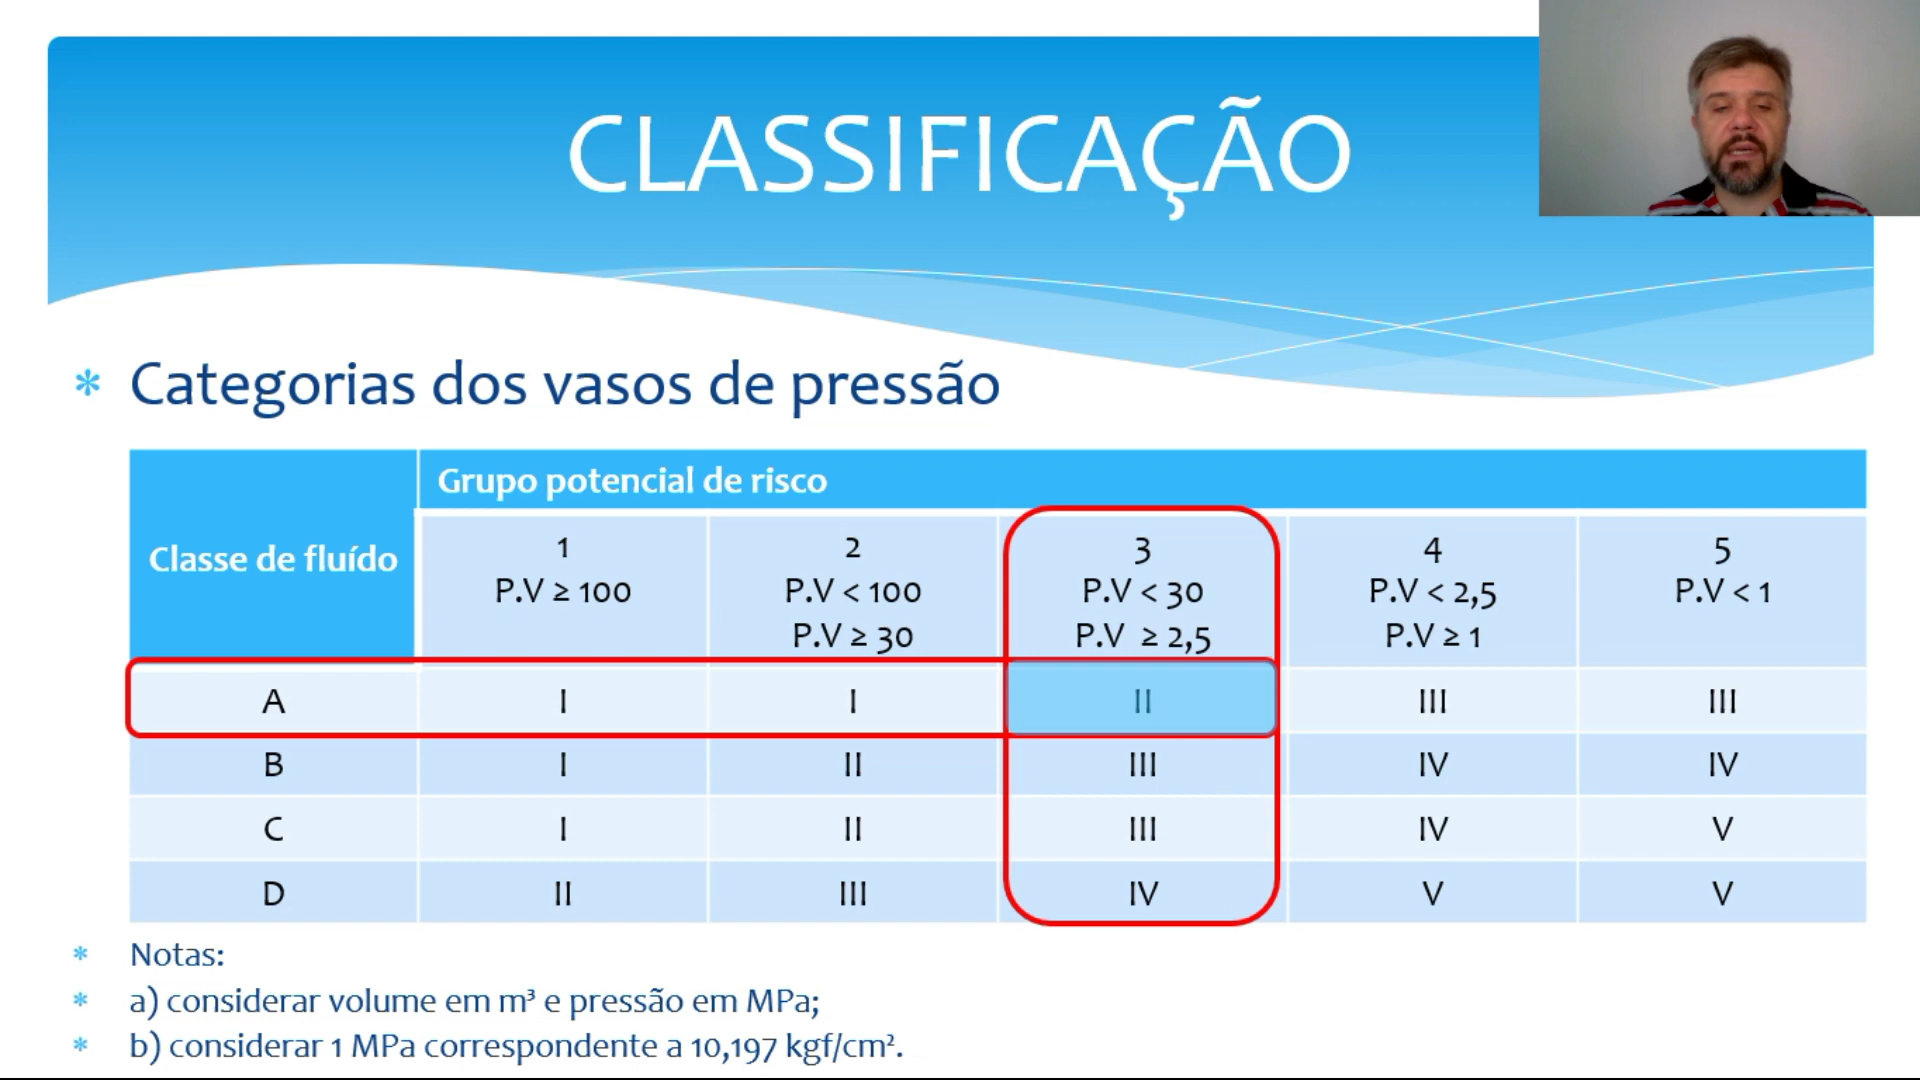 CLASSIFICAÇÃO
* Categorias dos vasos de pressão
Classe de fluído
Grupo potencial de risco
1 2 3 4 5
P.V ≥ 100 P.V < 100 P.V < 30 P.V < 2,5 P.V < 1
P.V ≥ 30 P.V ≥ 2,5 P.V ≥ 1
A I I II III III
B I II III IV IV
C I II III IV V
D II III IV V V
* Notas:
* a) considerar volume em m³ e pressão em MPa;
* b) considerar 1 MPa correspondente a 10,197 kgf/cm².